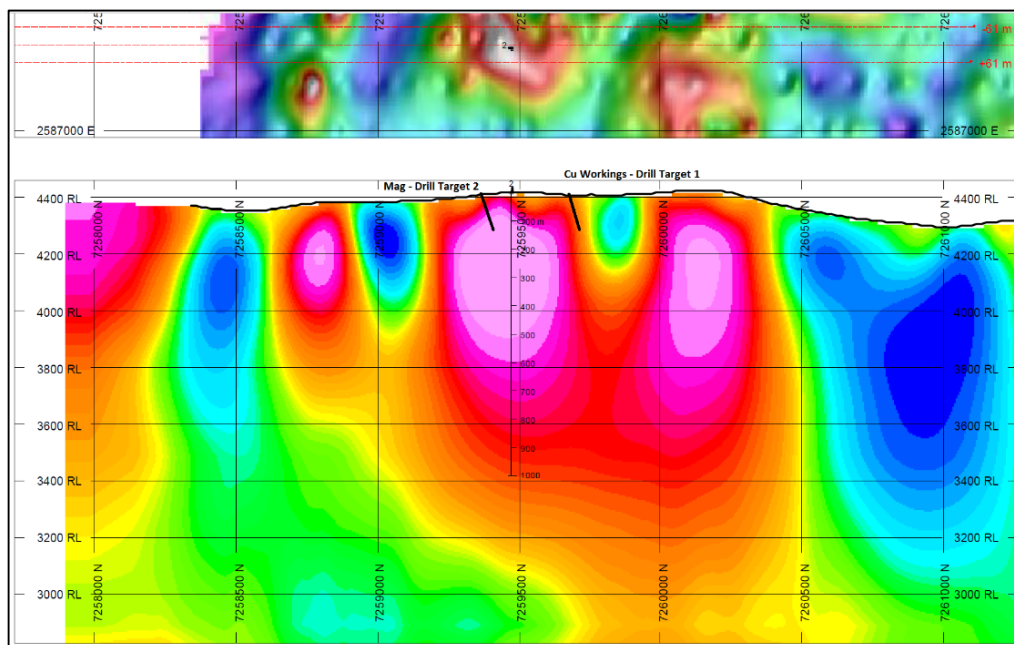 -61 m
2
+61 m
2587000 E
2587000 E
Cu Workings - Drill Target 1
Mag - Drill Target 2
2
4400 RL
4400 RL
7258000 N
7258500 N
7259000 N
7259500 N
7260000 N
7260500 N
7261000 N
4200 RL
4200 RL
200
300
4000 RL
4000 RL
400
500
3800 RL
3800 RL
600
700
800
3600 RL
3600 RL
900
3400 RL
1000
3400 RL
3200 RL
3200 RL
3000 RL
3000 RL
7258000 N
7258500 N
7259000 N
7259500 N
7260000 N
7260500 N
7261000 N